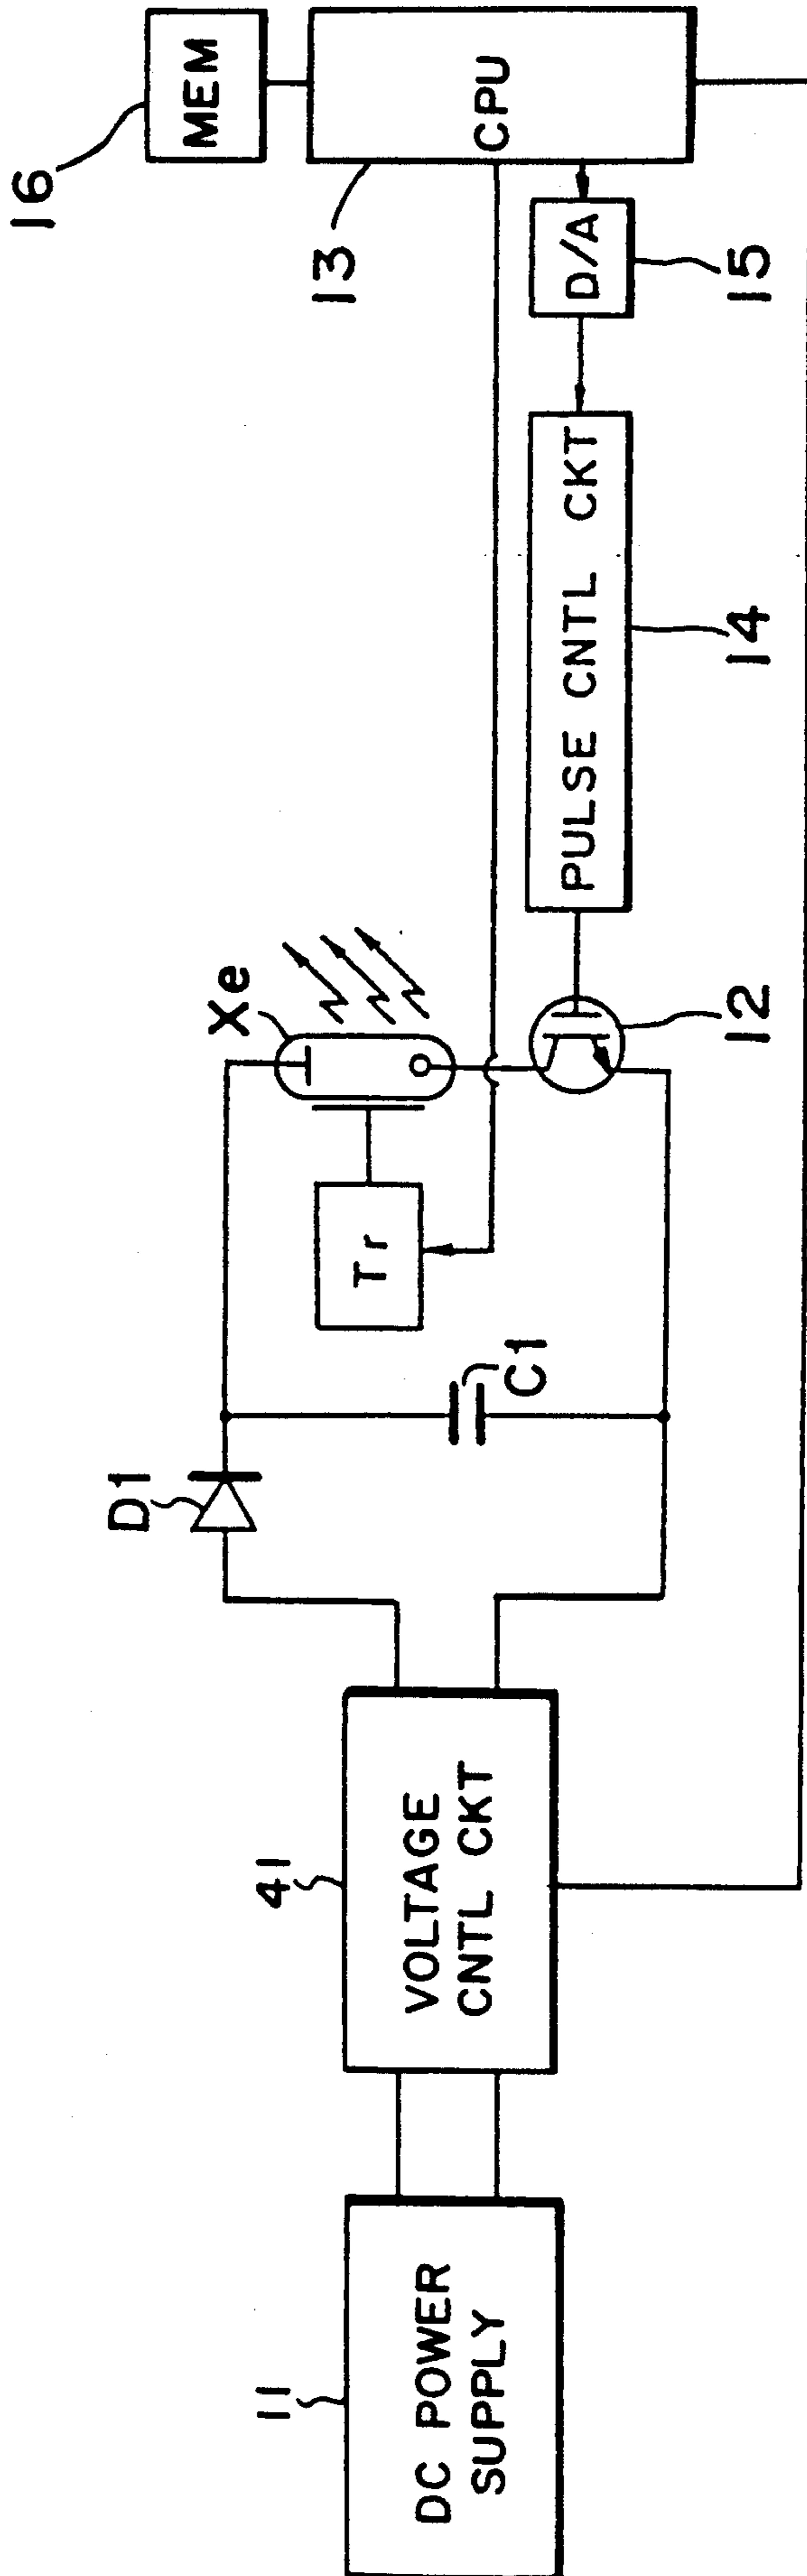 11
DC POWER
SUPPLY
41
VOLTAGE
CNTL CKT
D1
C1
Tr
Xe
12
PULSE CNTL CKT
14
D/A
15
13
CPU
16
MEM